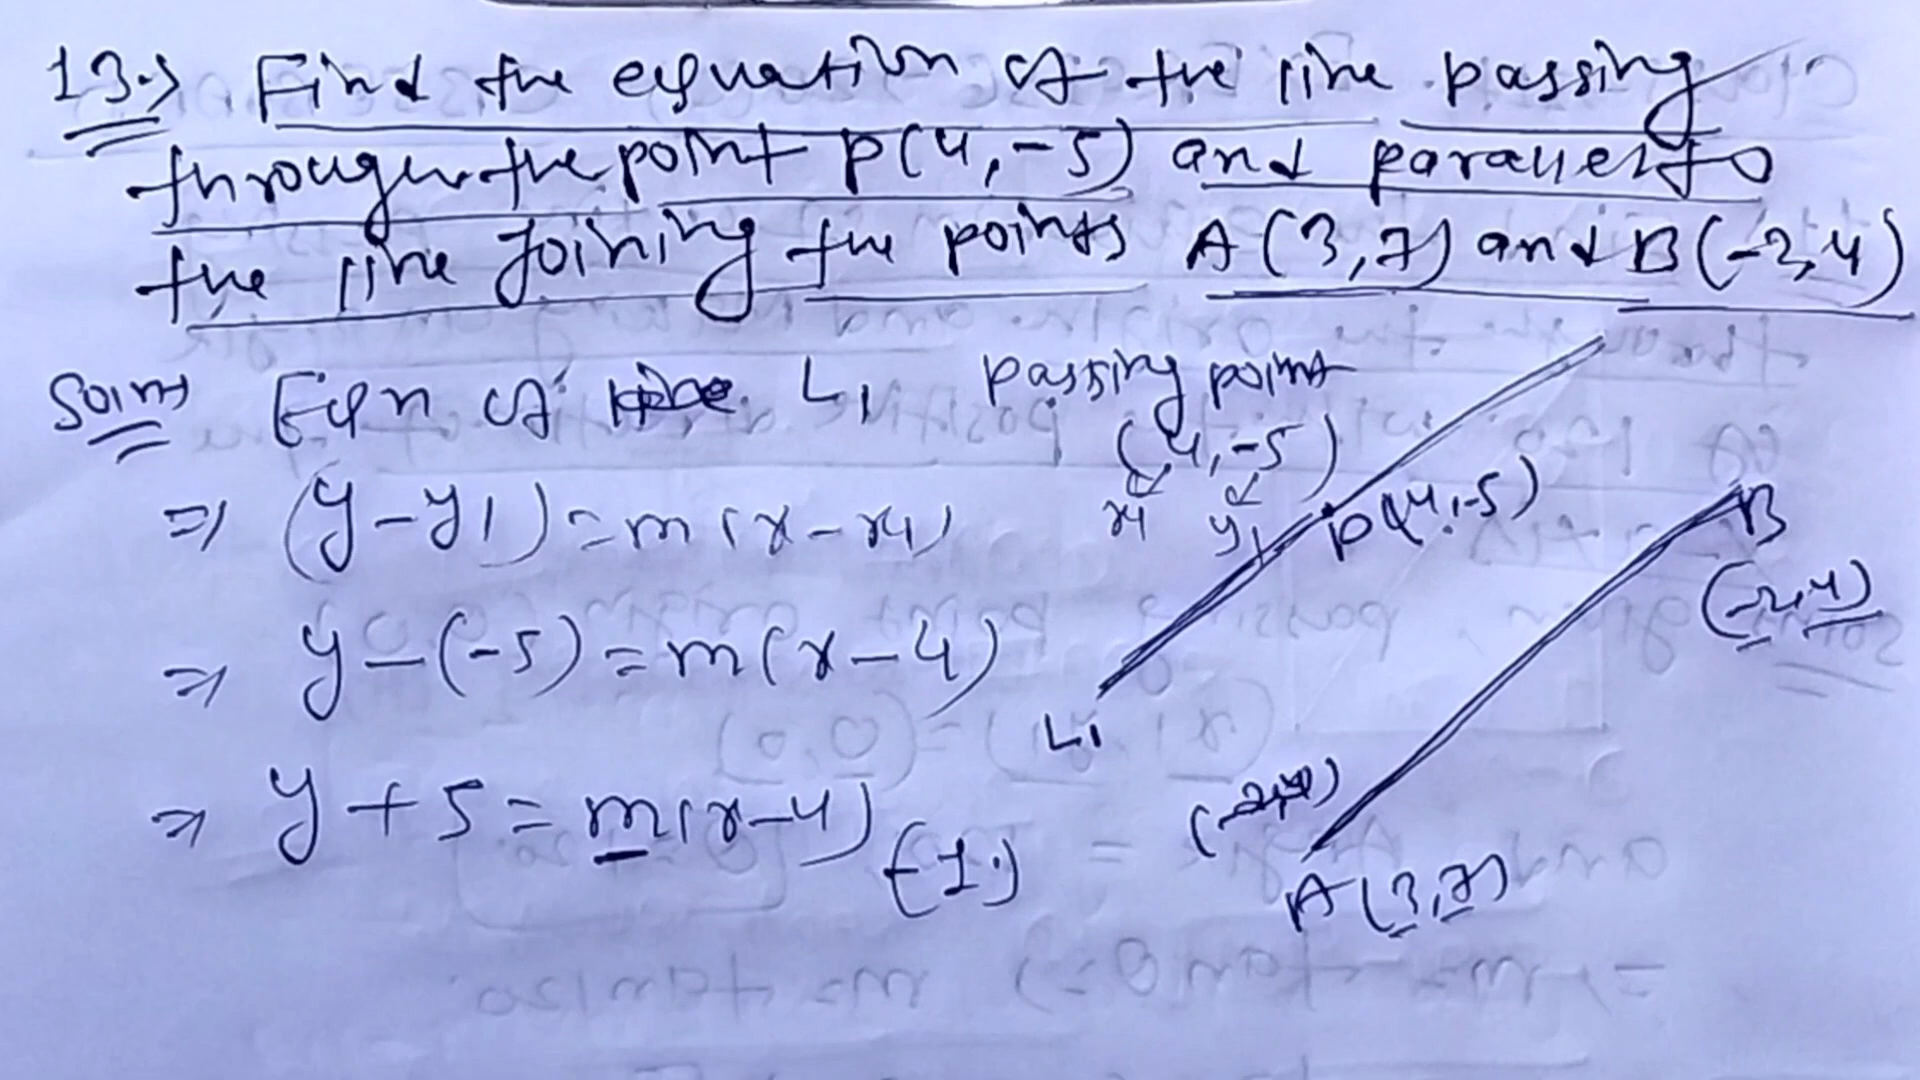 13.> Find the equation of the line passing
through the point P(4,-5) and parallel to
the line joining the points A(3,7) and B(-2,4)
Soln Eqn of line L1 passing point
(4,-5)
x1 y1
P(4,-5)
B
(-2,4)
=> (y-y1)=m(x-x1)
=> y-(-5)=m(x-4)
L1
=> y+5=m(x-4) (1.)
(-2,4)
A(3,7)